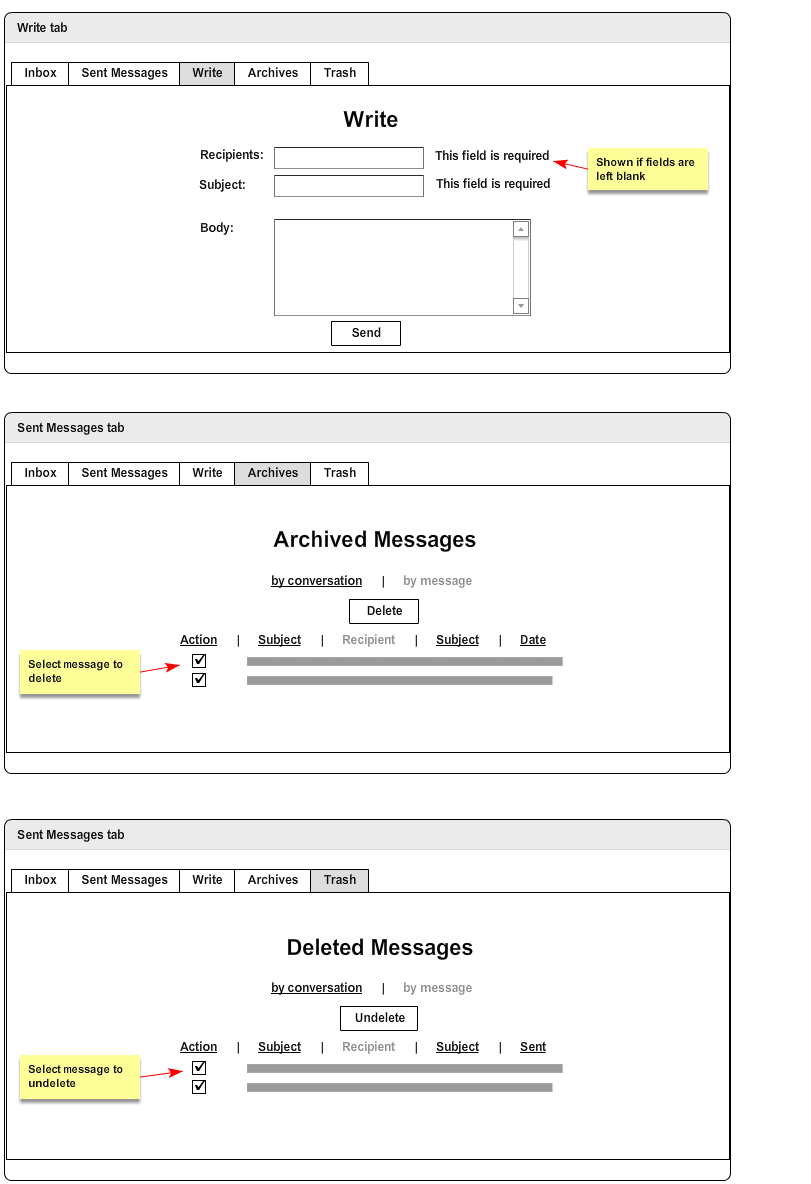 Write tab
Inbox Sent Messages Write Archives Trash
Write
Recipients: This field is required
Shown if fields are
left blank
Subject: This field is required
Body:
Send
Sent Messages tab
Inbox Sent Messages Write Archives Trash
Archived Messages
by conversation | by message
Delete
Action | Subject | Recipient | Subject | Date
Select message to
delete
Sent Messages tab
Inbox Sent Messages Write Archives Trash
Deleted Messages
by conversation | by message
Undelete
Action | Subject | Recipient | Subject | Sent
Select message to
undelete